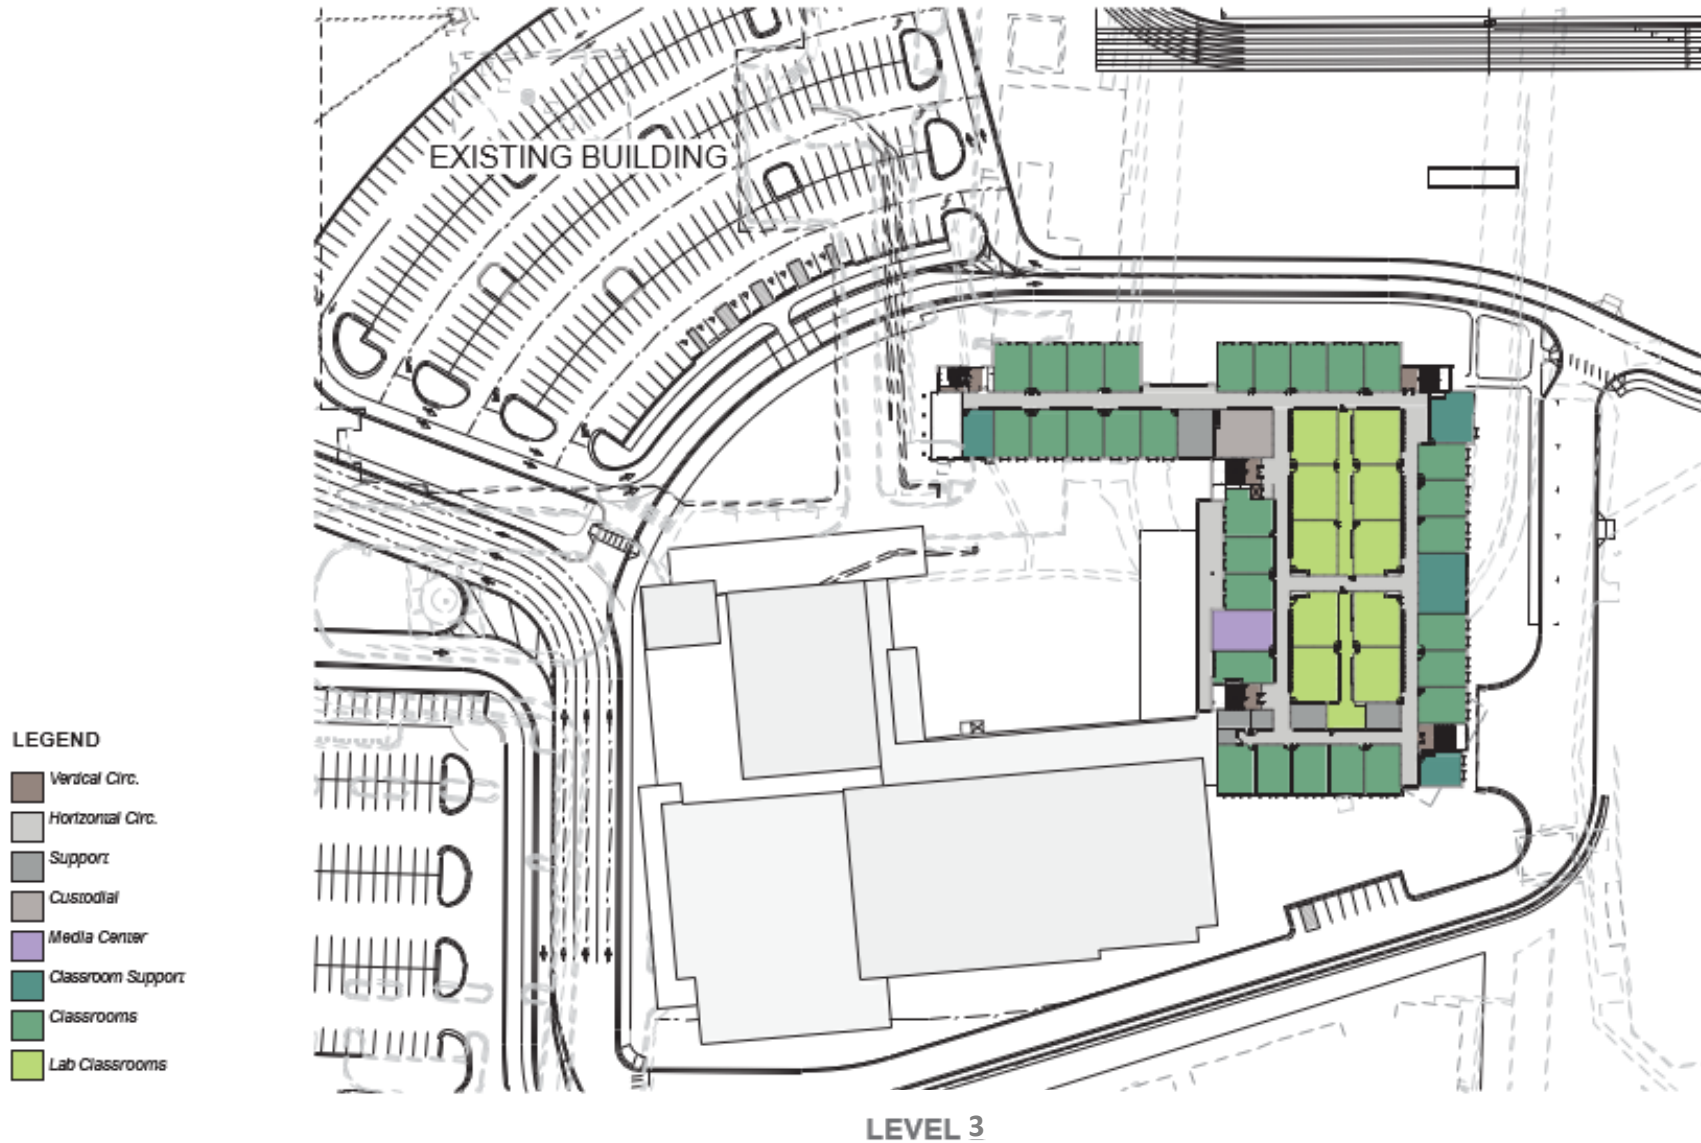 EXISTING BUILDING
LEGEND
Vertical Circ.
Horizontal Circ.
Support
Custodial
Media Center
Classroom Support
Classrooms
Lab Classrooms
LEVEL 3